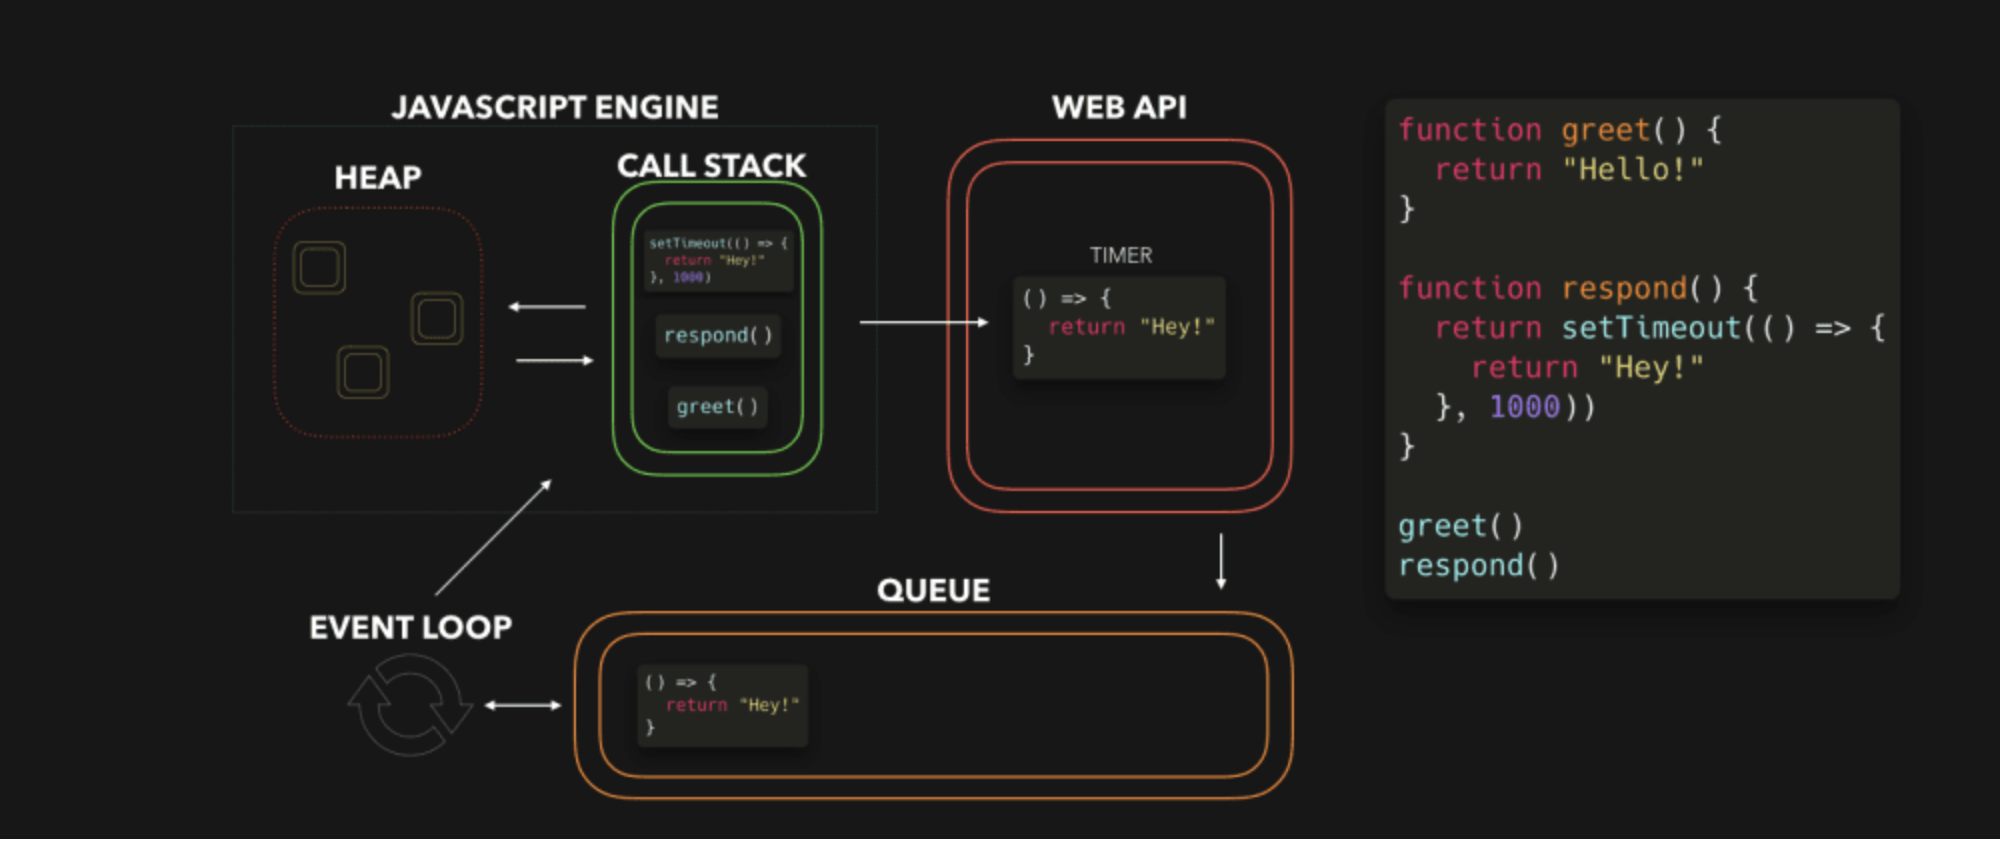 JAVASCRIPT ENGINE
HEAP
CALL STACK
setTimeout(() => {
  return "Hey!"
}, 1000)
respond()
greet()
WEB API
TIMER
() => {
  return "Hey!"
}
function greet() {
  return "Hello!"
}
function respond() {
  return setTimeout(() => {
    return "Hey!"
  }, 1000))
}
greet()
respond()
EVENT LOOP
QUEUE
() => {
  return "Hey!"
}